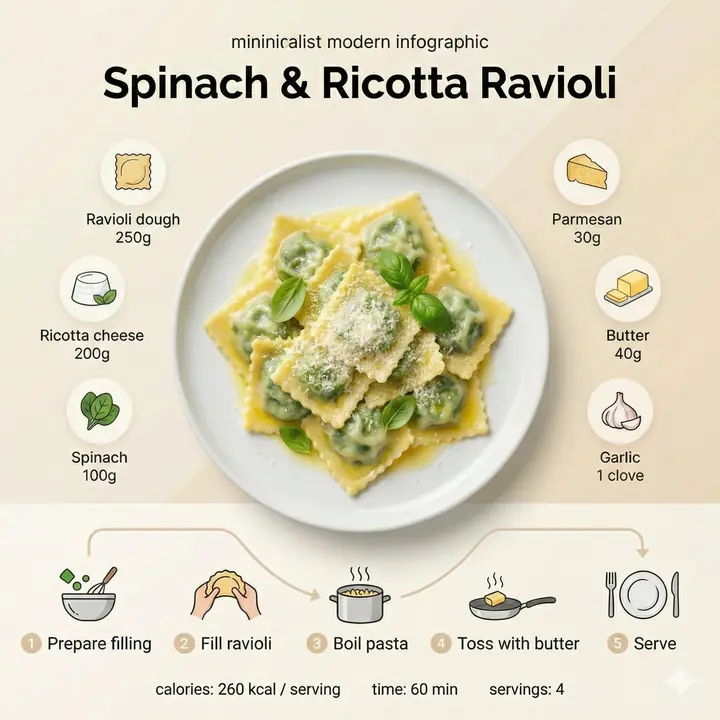 mininicalist modern infographic
Spinach & Ricotta Ravioli
Ravioli dough
250g
Ricotta cheese
200g
Spinach
100g
Parmesan
30g
Butter
40g
Garlic
1 clove
1 Prepare filling
2 Fill ravioli
3 Boil pasta
4 Toss with butter
5 Serve
calories: 260 kcal / serving time: 60 min servings: 4